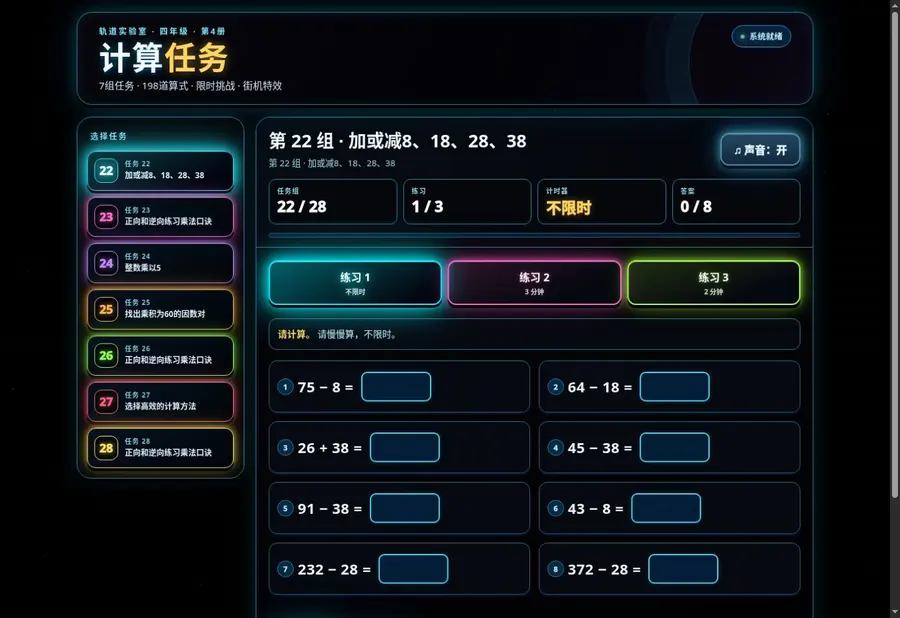 轨道实验室 · 四年级 · 第4册
计算任务
7组任务 · 198道算式 · 限时挑战 · 街机特效
系统就绪
选择任务
22
任务 22
加或减8、18、28、38
23
任务 23
正向和逆向练习乘法口诀
24
任务 24
整数乘以5
25
任务 25
找出乘积为60的因数对
26
任务 26
正向和逆向练习乘法口诀
27
任务 27
选择高效的计算方法
28
任务 28
正向和逆向练习乘法口诀
第 22 组 · 加或减8、18、28、38
第 22 组 · 加或减8、18、28、38
♫ 声音：开
任务组
22 / 28
练习
1 / 3
计时器
不限时
答案
0 / 8
练习 1
不限时
练习 2
3 分钟
练习 3
2 分钟
请计算。 请慢慢算，不限时。
1 75 − 8 =
2 64 − 18 =
3 26 + 38 =
4 45 − 38 =
5 91 − 38 =
6 43 − 8 =
7 232 − 28 =
8 372 − 28 =